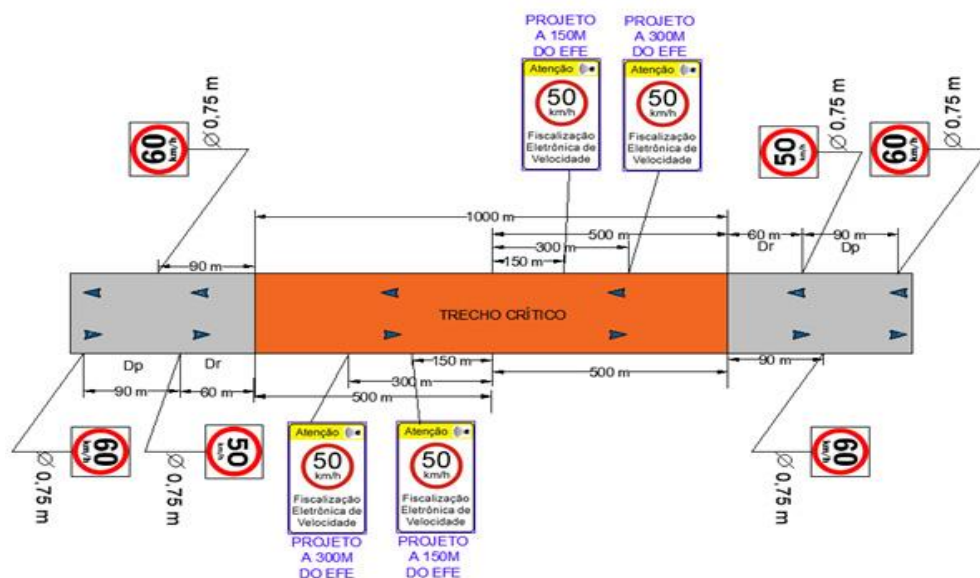 PROJETO
A 150M
DO EFE
PROJETO
A 300M
DO EFE
Atenção
50
km/h
Fiscalização
Eletrônica de
Velocidade
Atenção
50
km/h
Fiscalização
Eletrônica de
Velocidade
60
km/h
Ø 0,75 m
50
km/h
Ø 0,75 m
60
km/h
Ø 0,75 m
1000 m
500 m
60 m
90 m
Dr
Dp
300 m
150 m
90 m
TRECHO CRÍTICO
150 m
300 m
500 m
500 m
90 m
Dp
Dr
90 m
60 m
60
km/h
Ø 0,75 m
50
km/h
Ø 0,75 m
Atenção
50
km/h
Fiscalização
Eletrônica de
Velocidade
PROJETO
A 300M
DO EFE
Atenção
50
km/h
Fiscalização
Eletrônica de
Velocidade
PROJETO
A 150M
DO EFE
60
km/h
Ø 0,75 m